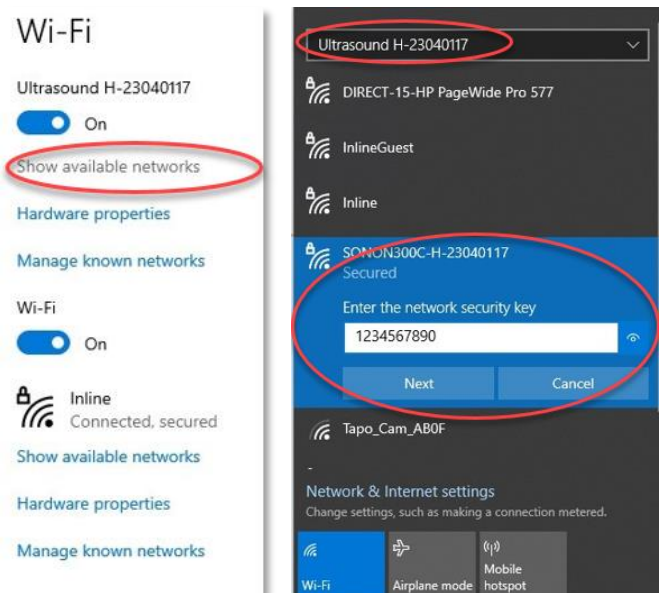 Wi-Fi
Ultrasound H-23040117
On
Show available networks
Hardware properties
Manage known networks
Wi-Fi
On
Inline
Connected, secured
Show available networks
Hardware properties
Manage known networks
Ultrasound H-23040117
DIRECT-15-HP PageWide Pro 577
InlineGuest
Inline
SONON300C-H-23040117
Secured
Enter the network security key
1234567890
Next Cancel
Tapo_Cam_AB0F
-
Network & Internet settings
Change settings, such as making a connection metered.
Wi-Fi
Airplane mode
Mobile
hotspot